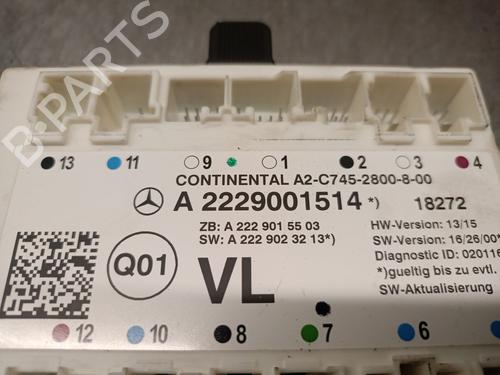 B-PARTS
13 11 9 1 2 3 4
CONTINENTAL A2-C745-2800-8-00
A 2229001514 *) 18272
ZB: A 222 901 55 03 HW-Version: 13/15
SW: A 222 902 32 13*) SW-Version: 16/26/00*
Diagnostic ID: 020116
Q01 VL *)gueltig bis zu evtl.
SW-Aktualisierung
12 10 8 7 6